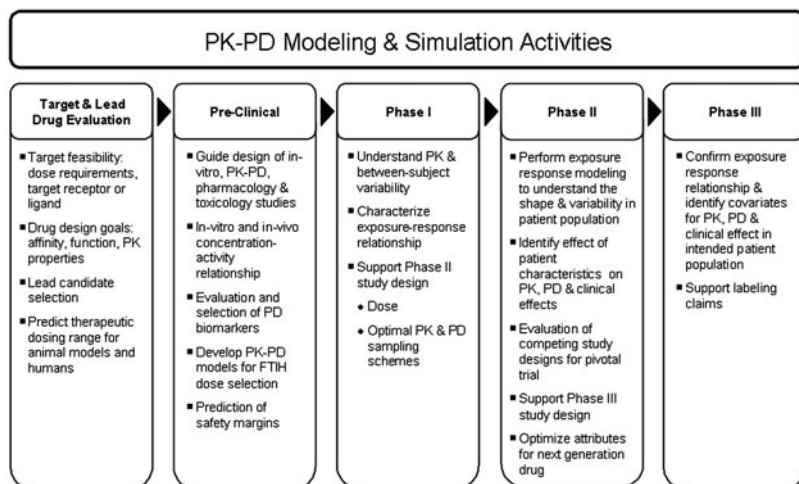 PK-PD Modeling & Simulation Activities
Target & Lead
Drug Evaluation
▪ Target feasibility:
dose requirements,
target receptor or
ligand
▪ Drug design goals:
affinity, function, PK
properties
▪ Lead candidate
selection
▪ Predict therapeutic
dosing range for
animal models and
humans
Pre-Clinical
▪ Guide design of in-
vitro, PK-PD,
pharmacology &
toxicology studies
▪ In-vitro and in-vivo
concentration-
activity
relationship
▪ Evaluation and
selection of PD
biomarkers
▪ Develop PK-PD
models for FTIH
dose selection
▪ Prediction of
safety margins
Phase I
▪ Understand PK &
between-subject
variability
▪ Characterize
exposure-response
relationship
▪ Support Phase II
study design
◆ Dose
◆ Optimal PK & PD
sampling
schemes
Phase II
▪ Perform exposure
response modeling
to understand the
shape & variability in
patient population
▪ Identify effect of
patient
characteristics on
PK, PD & clinical
effects
▪ Evaluation of
competing study
designs for pivotal
trial
▪ Support Phase III
study design
▪ Optimize attributes
for next generation
drug
Phase III
▪ Confirm exposure
response
relationship &
identify covariates
for PK, PD &
clinical effect in
intended patient
population
▪ Support labeling
claims